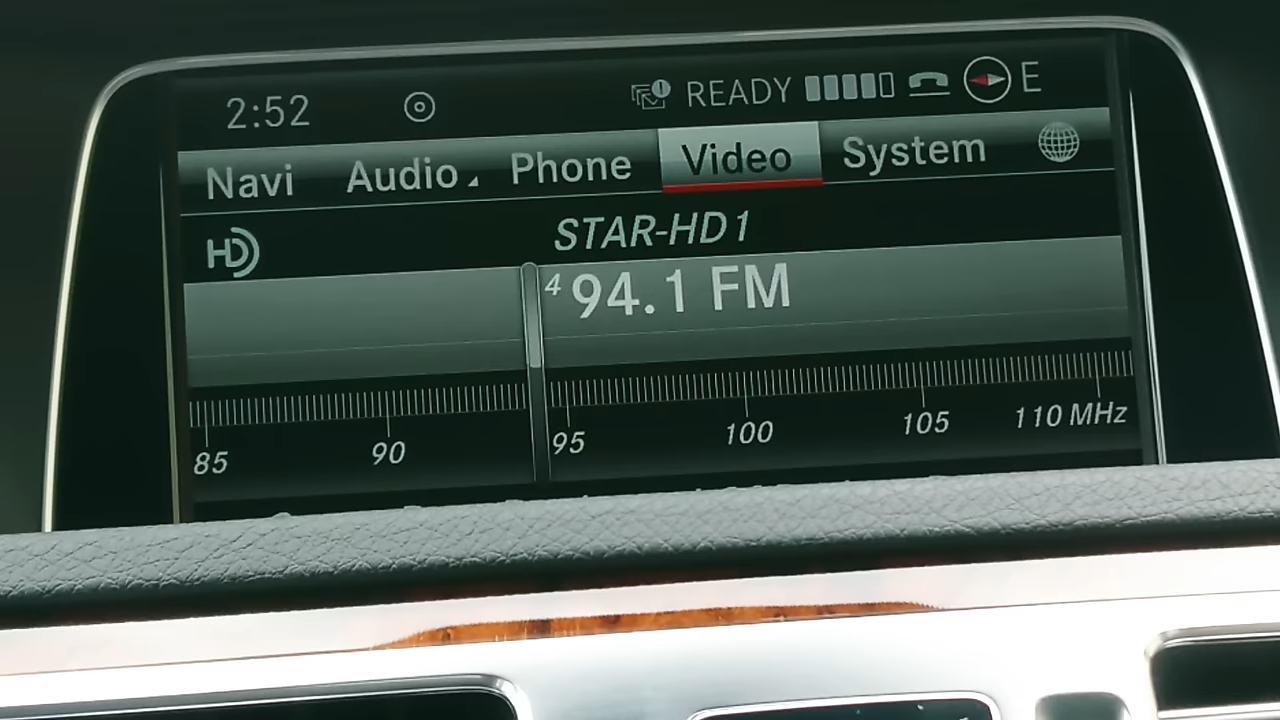 2:52 READY E
Navi Audio Phone Video System
HD STAR-HD1
4 94.1 FM
85 90 95 100 105 110 MHz